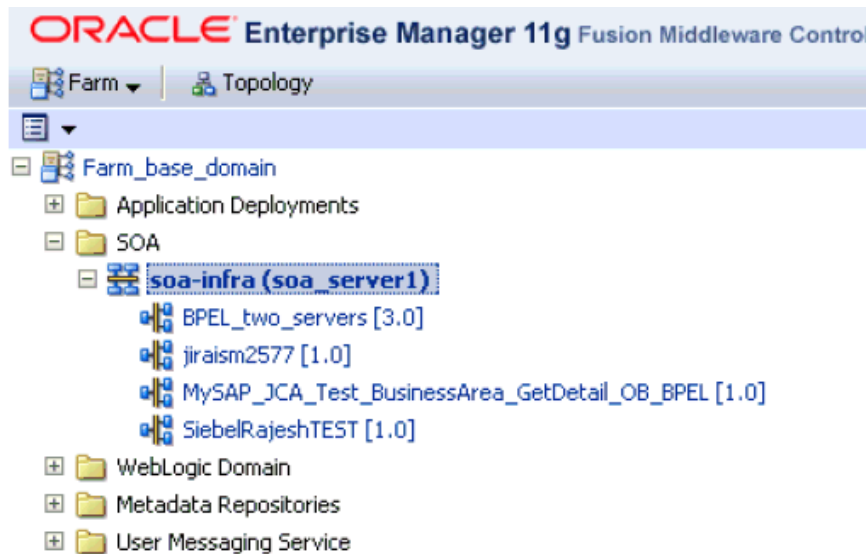 ORACLE Enterprise Manager 11g Fusion Middleware Control
Farm Topology
Farm_base_domain
Application Deployments
SOA
soa-infra (soa_server1)
BPEL_two_servers [3.0]
jiraism2577 [1.0]
MySAP_JCA_Test_BusinessArea_GetDetail_OB_BPEL [1.0]
SiebelRajeshTEST [1.0]
WebLogic Domain
Metadata Repositories
User Messaging Service